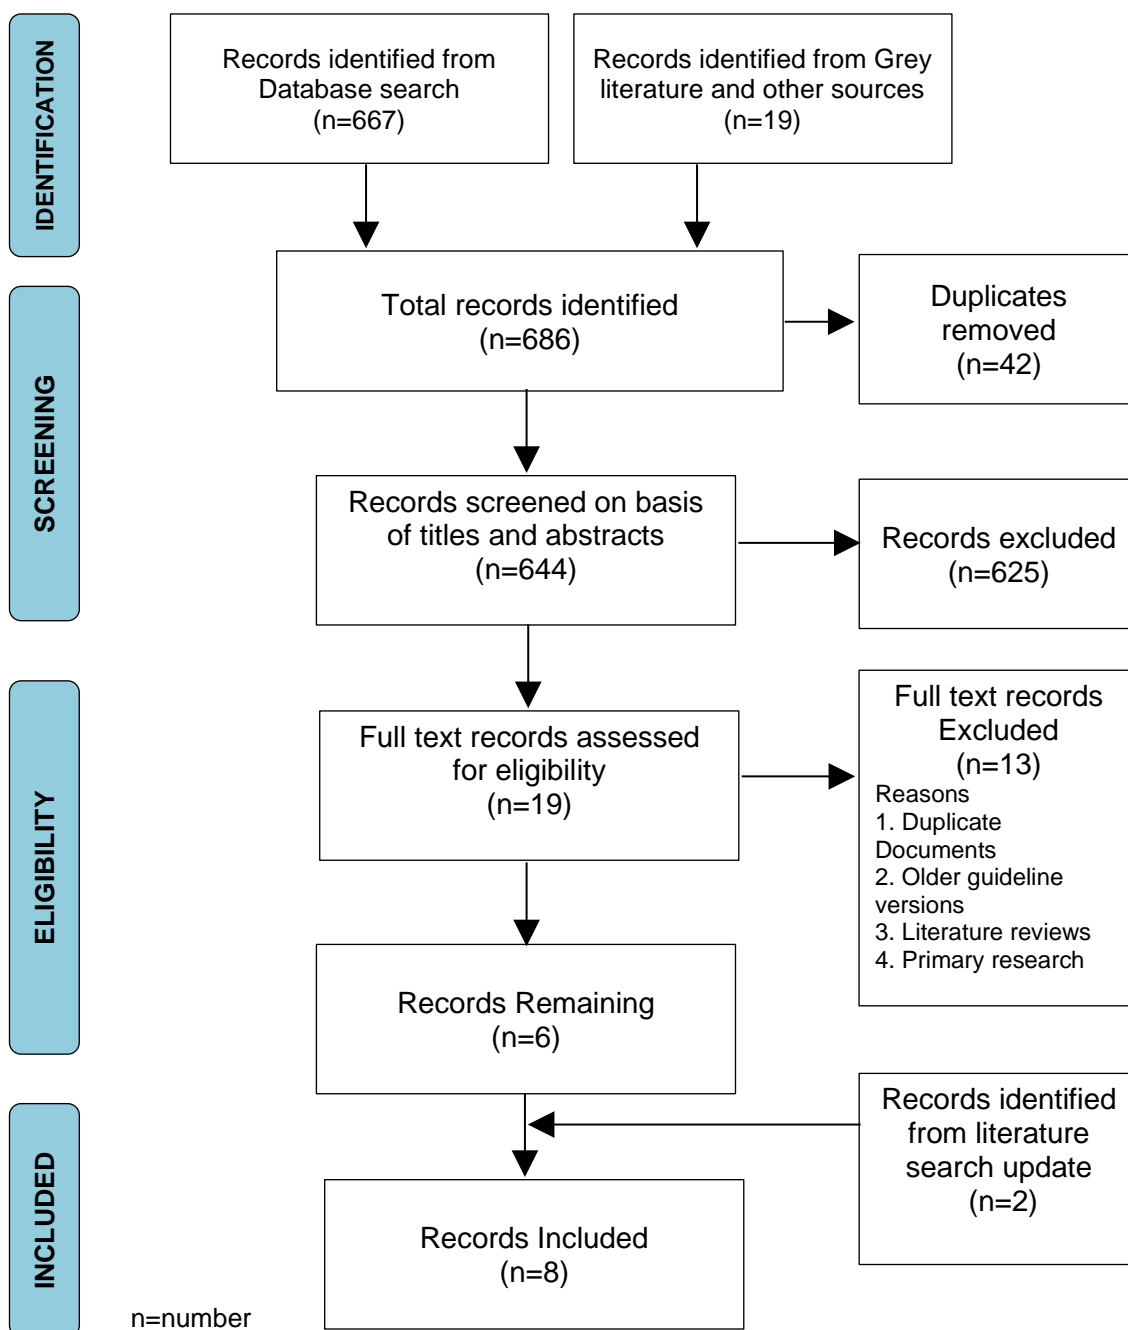 IDENTIFICATION
Records identified from
Database search
(n=667)
Records identified from Grey
literature and other sources
(n=19)
SCREENING
Total records identified
(n=686)
Duplicates
removed
(n=42)
Records screened on basis
of titles and abstracts
(n=644)
Records excluded
(n=625)
ELIGIBILITY
Full text records assessed
for eligibility
(n=19)
Full text records
Excluded
(n=13)
Reasons
1. Duplicate
Documents
2. Older guideline
versions
3. Literature reviews
4. Primary research
Records Remaining
(n=6)
INCLUDED
Records identified
from literature
search update
(n=2)
Records Included
(n=8)
n=number